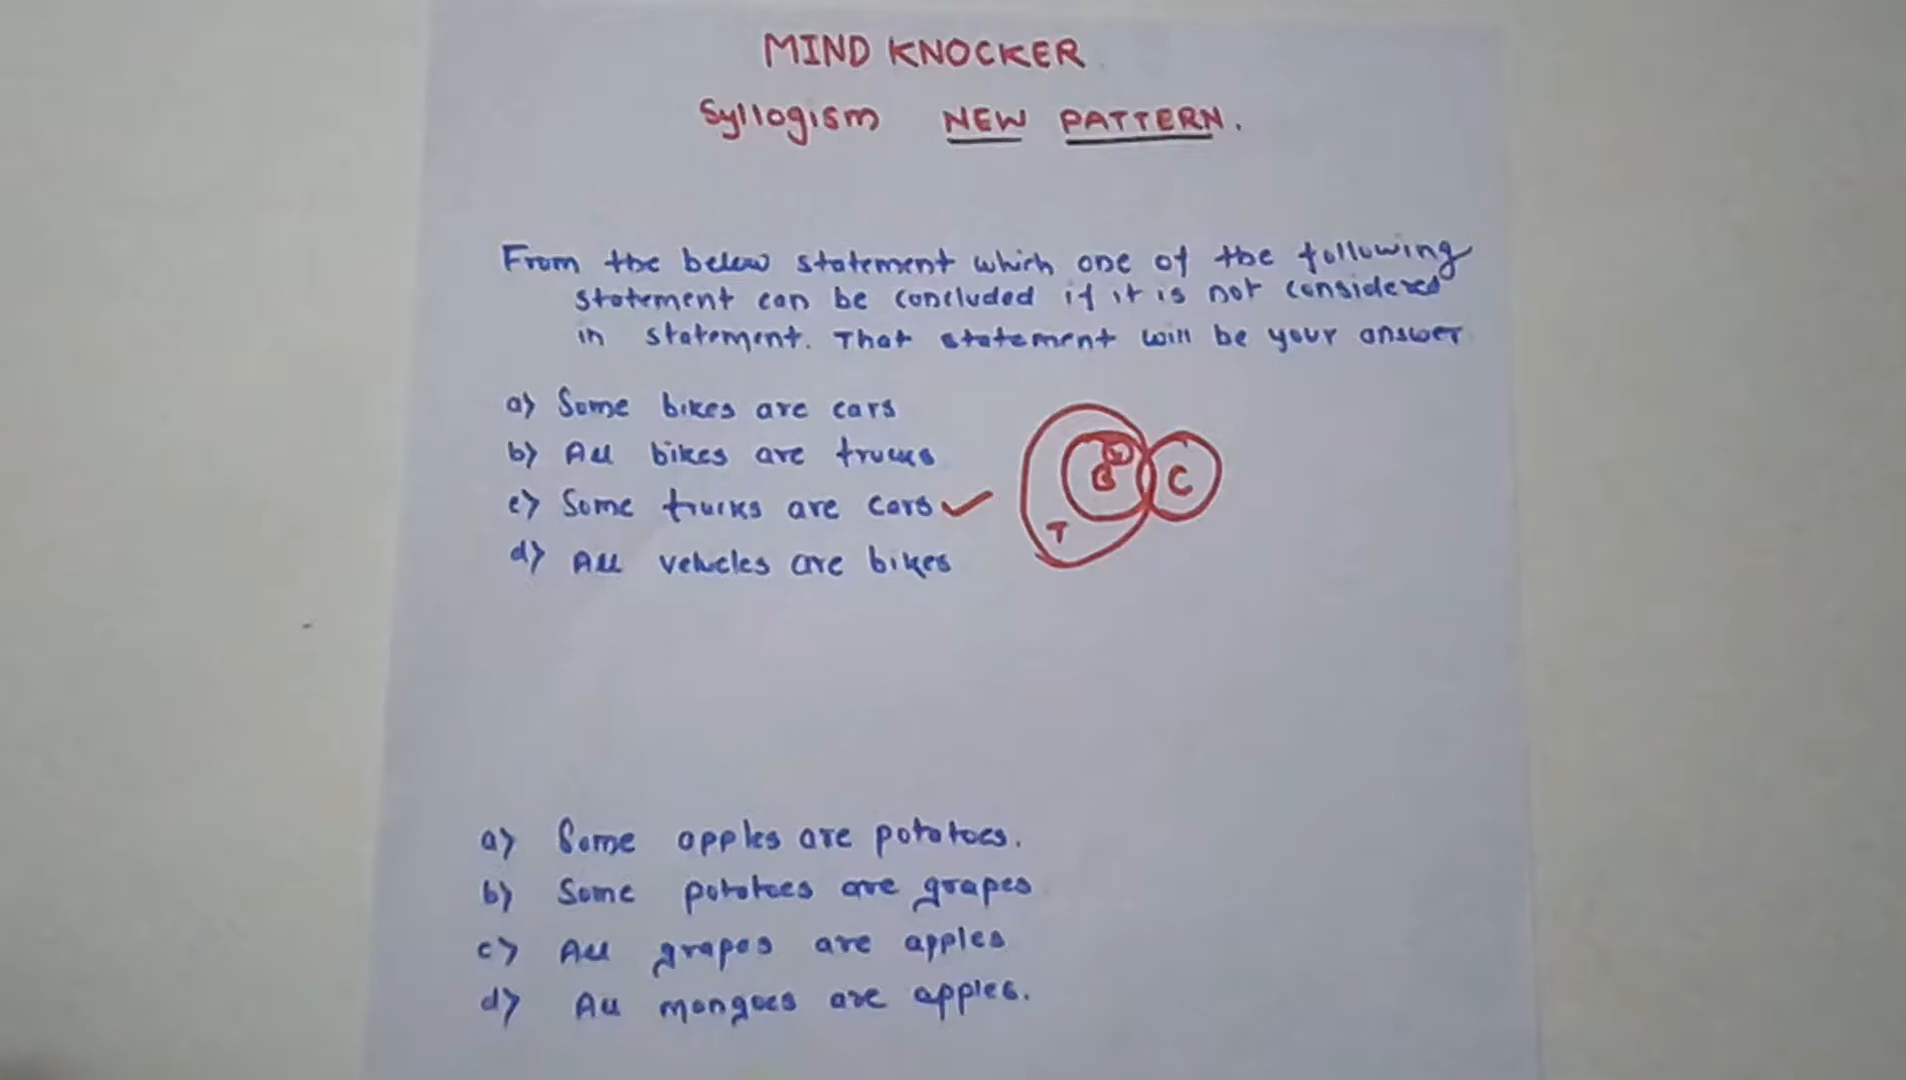 MIND KNOCKER
Syllogism NEW PATTERN.
From the below statement which one of the following
statement can be concluded if it is not considered
in statement. That statement will be your answer
a) Some bikes are cars
b) All bikes are trucks
c) Some trucks are cars ✓
d) All vehicles are bikes
V
B
C
T
a) Some apples are potatoes.
b) Some potatoes are grapes
c) All grapes are apples
d) All mangoes are apples.